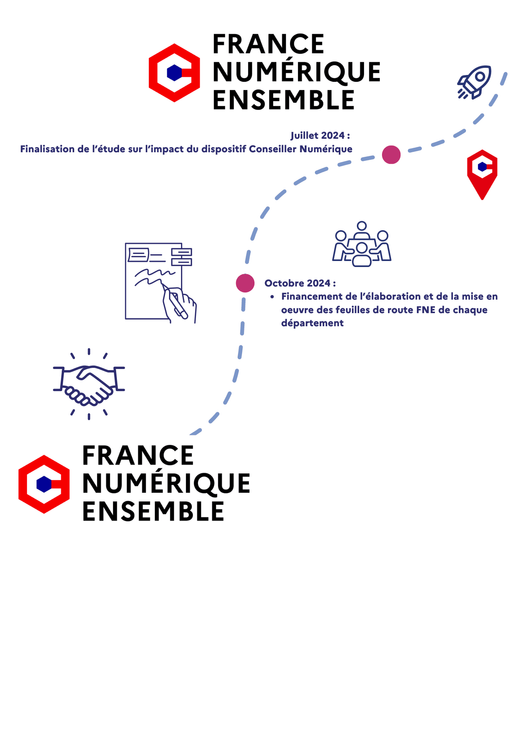 FRANCE
NUMÉRIQUE
ENSEMBLE
Juillet 2024 :
Finalisation de l'étude sur l'impact du dispositif Conseiller Numérique
Octobre 2024 :
• Financement de l'élaboration et de la mise en
oeuvre des feuilles de route FNE de chaque
département
FRANCE
NUMÉRIQUE
ENSEMBLE